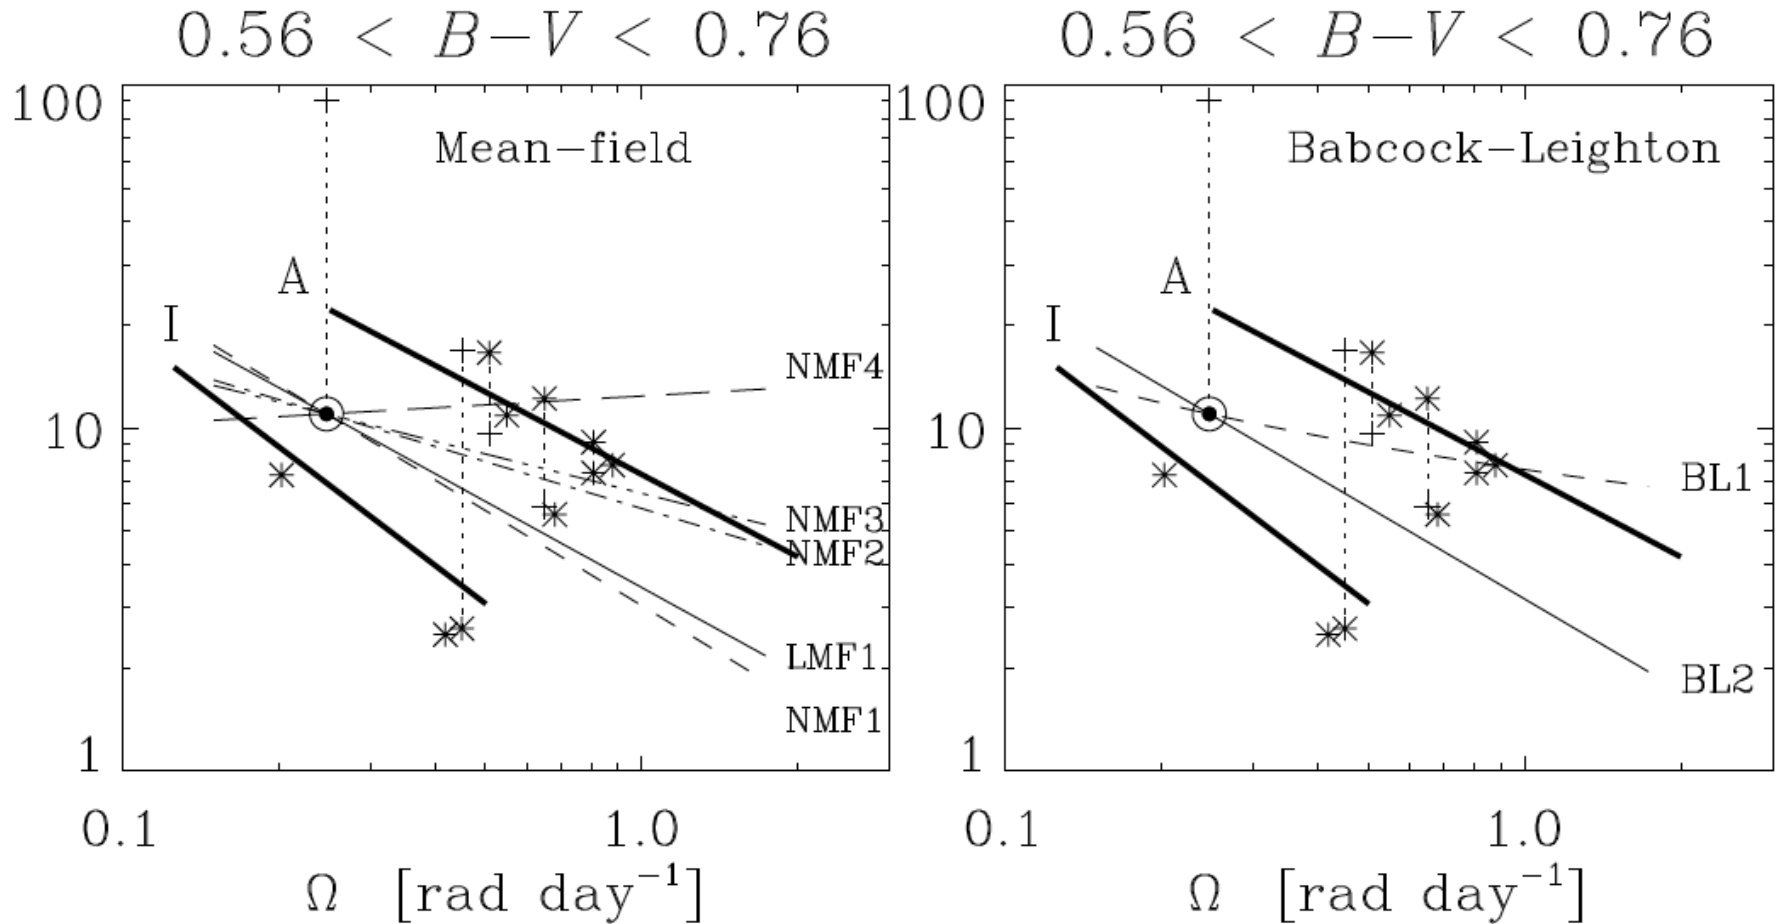 0.56 < B−V < 0.76
100
10
1
Mean−field
A
I
NMF4
NMF3
NMF2
LMF1
NMF1
0.1
1.0
Ω [rad day⁻¹]
0.56 < B−V < 0.76
100
10
1
Babcock−Leighton
A
I
BL1
BL2
0.1
1.0
Ω [rad day⁻¹]